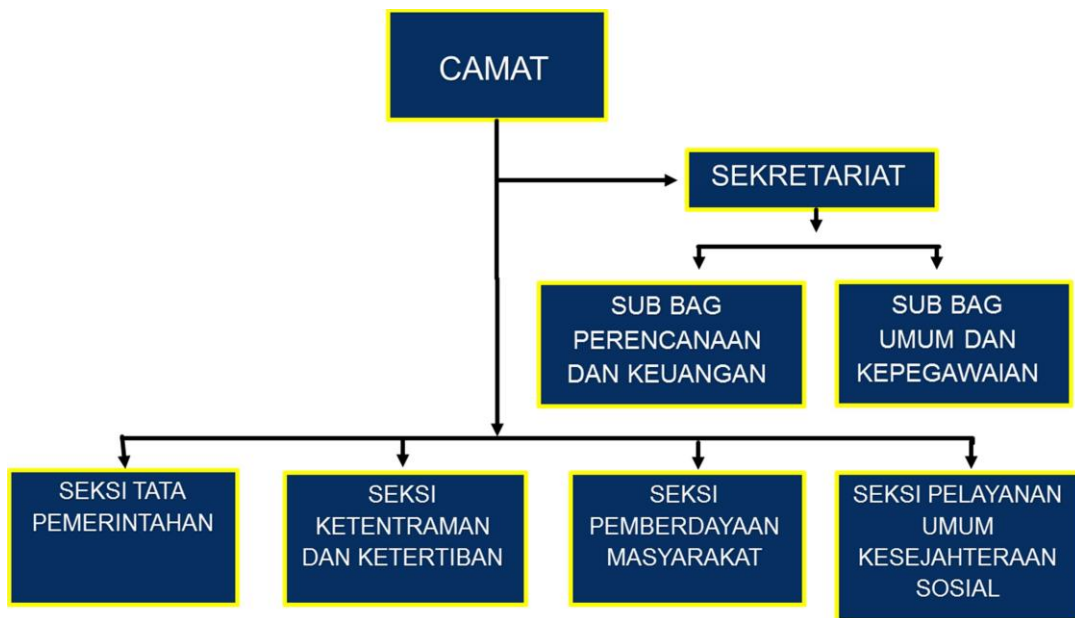 CAMAT
SEKRETARIAT
SUB BAG
PERENCANAAN
DAN KEUANGAN
SUB BAG
UMUM DAN
KEPEGAWAIAN
SEKSI TATA
PEMERINTAHAN
SEKSI
KETENTRAMAN
DAN KETERTIBAN
SEKSI
PEMBERDAYAAN
MASYARAKAT
SEKSI PELAYANAN
UMUM
KESEJAHTERAAN
SOSIAL